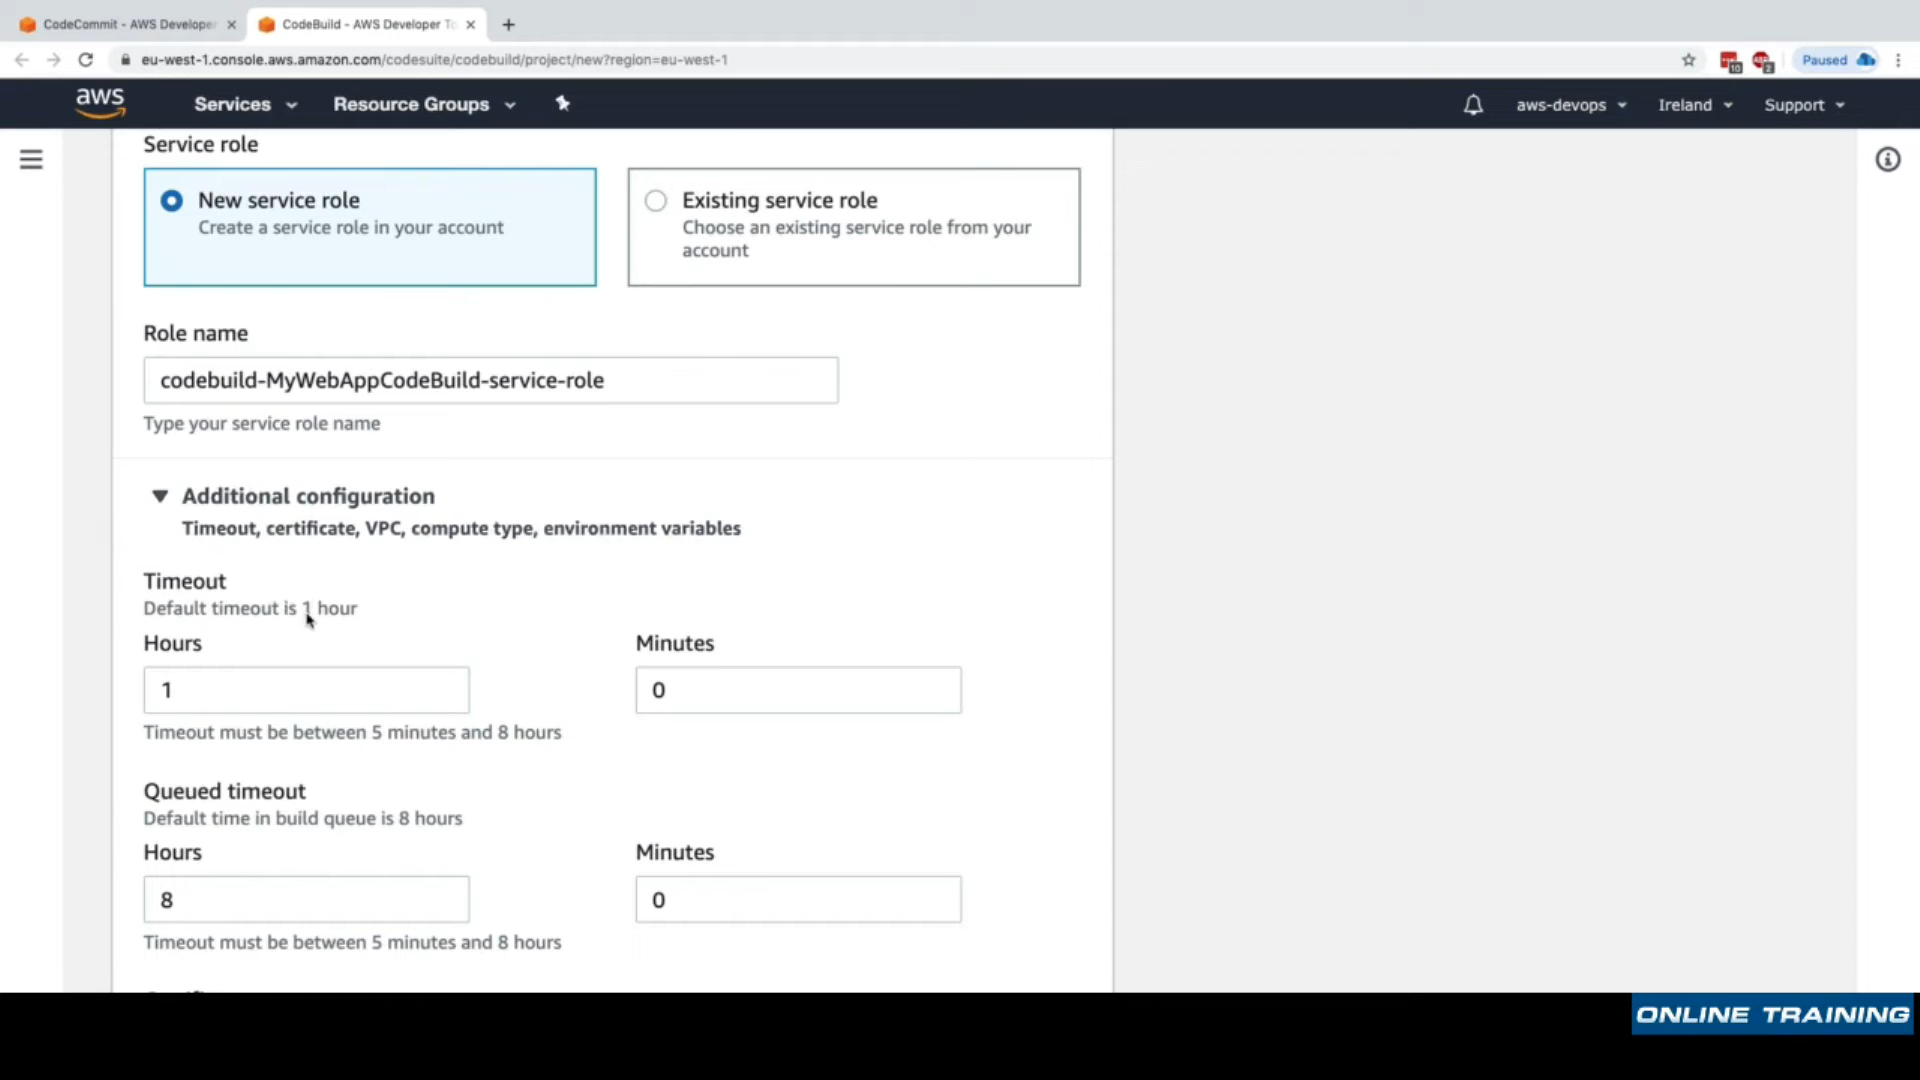 CodeCommit - AWS Developer
CodeBuild - AWS Developer To
eu-west-1.console.aws.amazon.com/codesuite/codebuild/project/new?region=eu-west-1
10
2
Paused
aws
Services
Resource Groups
aws-devops
Ireland
Support
Service role
New service role
Create a service role in your account
Existing service role
Choose an existing service role from your
account
Role name
codebuild-MyWebAppCodeBuild-service-role
Type your service role name
Additional configuration
Timeout, certificate, VPC, compute type, environment variables
Timeout
Default timeout is 1 hour
Hours
Minutes
1
0
Timeout must be between 5 minutes and 8 hours
Queued timeout
Default time in build queue is 8 hours
Hours
Minutes
8
0
Timeout must be between 5 minutes and 8 hours
ONLINE TRAINING